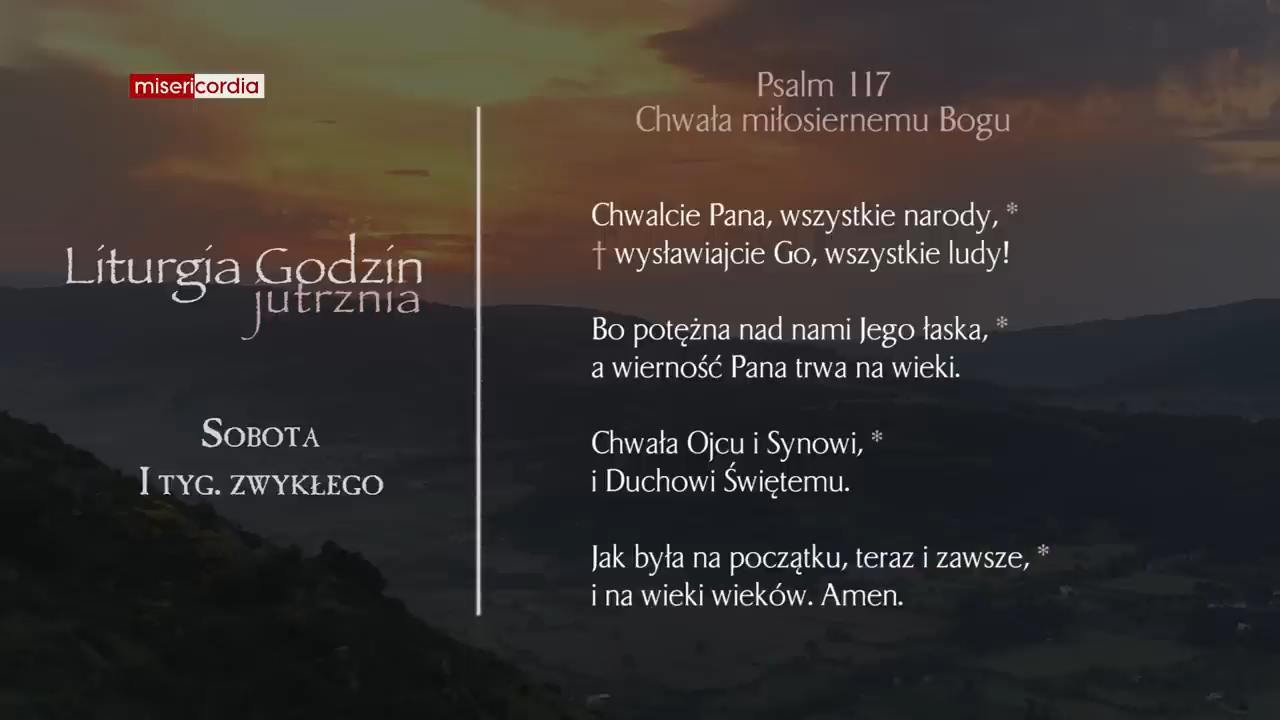 misericordia
Liturgia Godzin
jutrznia
Sobota
I tyg. zwykłego
Psalm 117
Chwała miłosiernemu Bogu
Chwalcie Pana, wszystkie narody, *
† wysławiajcie Go, wszystkie ludy!
Bo potężna nad nami Jego łaska, *
a wierność Pana trwa na wieki.
Chwała Ojcu i Synowi, *
i Duchowi Świętemu.
Jak była na początku, teraz i zawsze, *
i na wieki wieków. Amen.